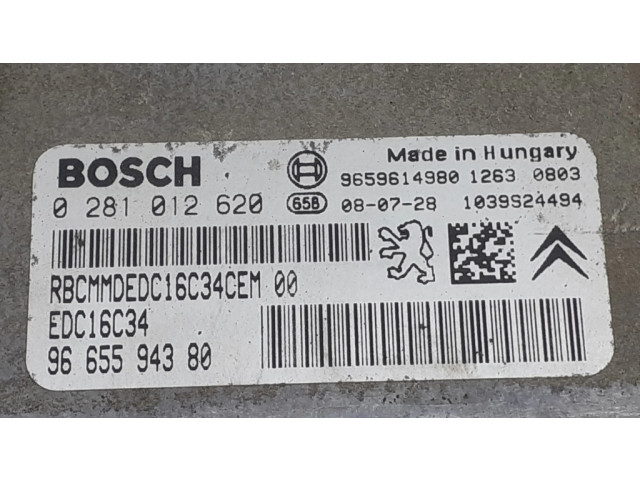 BOSCH
Made in Hungary
9659614980 1263 0803
0 281 012 620
658 08-07-28 1039S24494
RBCMMDEDC16C34CEM 00
EDC16C34
96 655 943 80